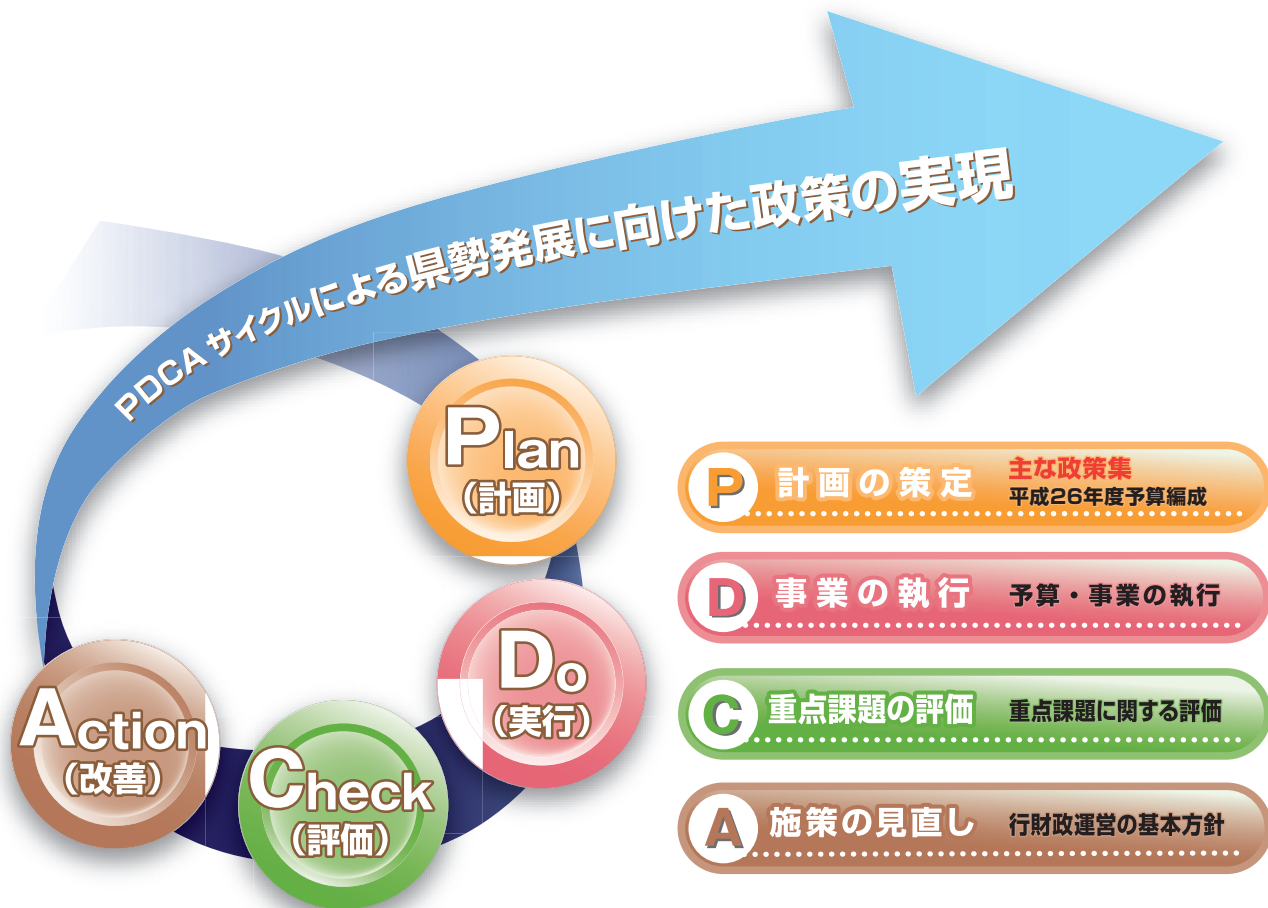 PDCAサイクルによる県勢発展に向けた政策の実現
Plan
（計画）
Do
（実行）
Check
（評価）
Action
（改善）
P 計画の策定 主な政策集
平成26年度予算編成
D 事業の執行 予算・事業の執行
C 重点課題の評価 重点課題に関する評価
A 施策の見直し 行財政運営の基本方針